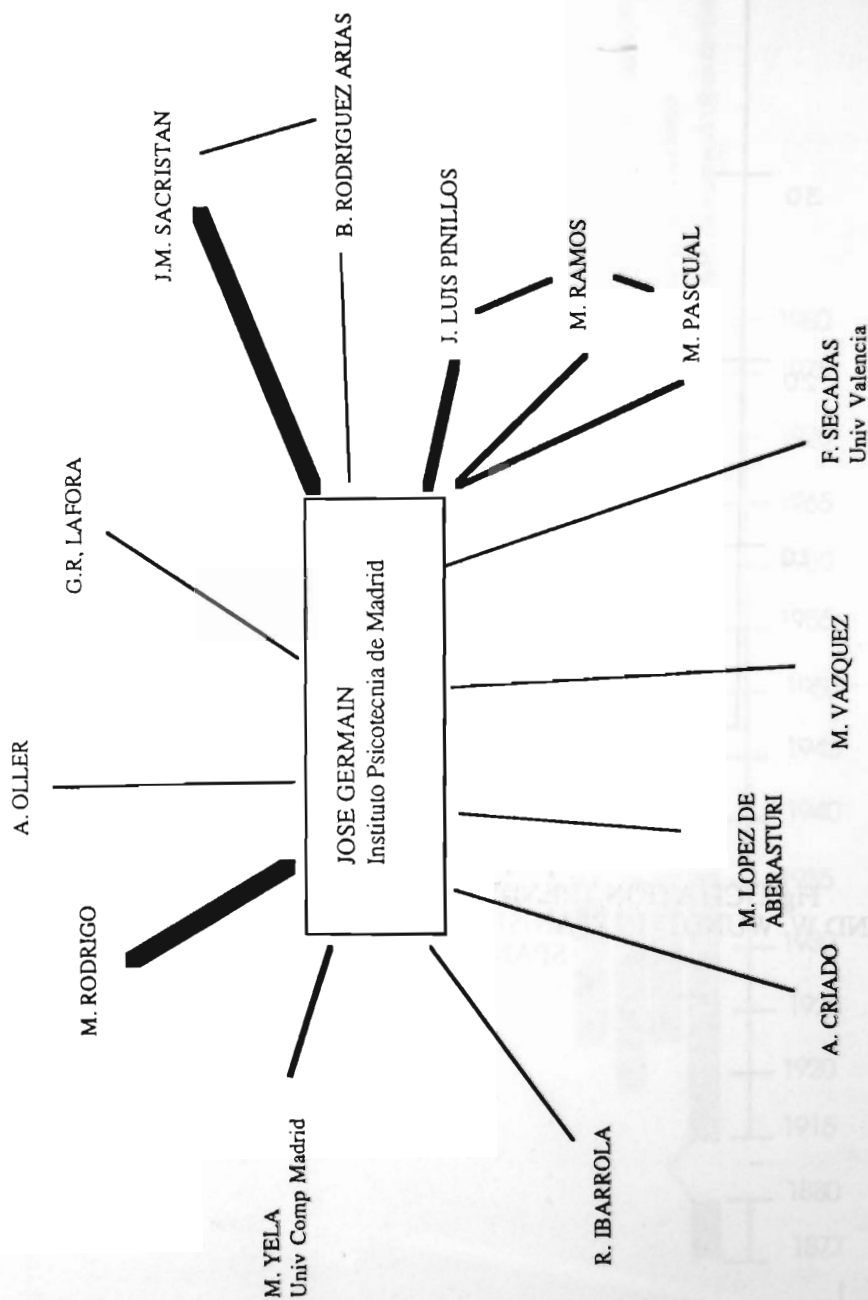 A. OLLER
M. RODRIGO
G.R. LAFORA
J.M. SACRISTAN
B. RODRIGUEZ ARIAS
M. YELA
Univ Comp Madrid
JOSE GERMAIN
Instituto Psicotecnia de Madrid
J. LUIS PINILLOS
M. RAMOS
M. PASCUAL
R. IBARROLA
A. CRIADO
M. LOPEZ DE
ABERASTURI
M. VAZQUEZ
F. SECADAS
Univ Valencia